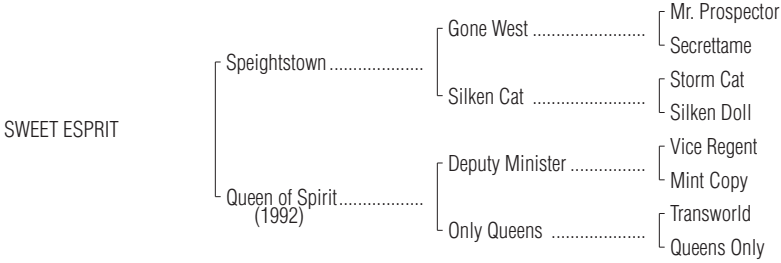 Mr. Prospector
Gone West ........................
Secrettame
Speightstown ....................
Storm Cat
Silken Cat ........................
Silken Doll
SWEET ESPRIT
Vice Regent
Deputy Minister ................
Mint Copy
Queen of Spirit..................
(1992)
Transworld
Only Queens ....................
Queens Only